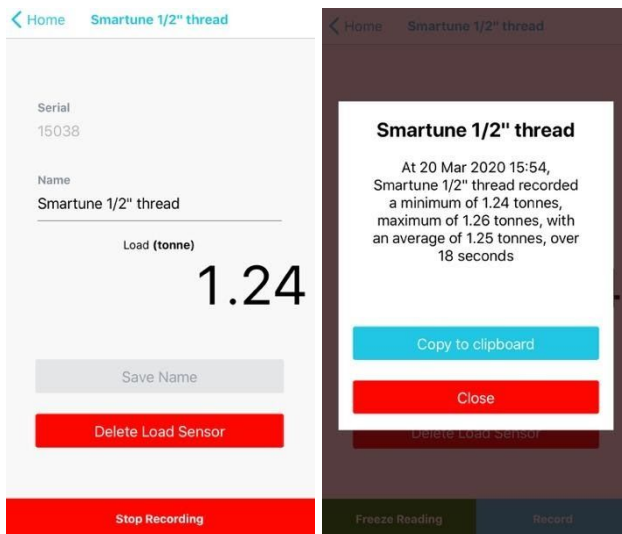 Home Smartune 1/2" thread
Serial
15038
Name
Smartune 1/2" thread
Load (tonne)
1.24
Save Name
Delete Load Sensor
Stop Recording
Home Smartune 1/2" thread
Smartune 1/2" thread
At 20 Mar 2020 15:54,
Smartune 1/2" thread recorded
a minimum of 1.24 tonnes,
maximum of 1.26 tonnes, with
an average of 1.25 tonnes, over
18 seconds
Copy to clipboard
Close
Delete Load Sensor
Freeze Reading Record